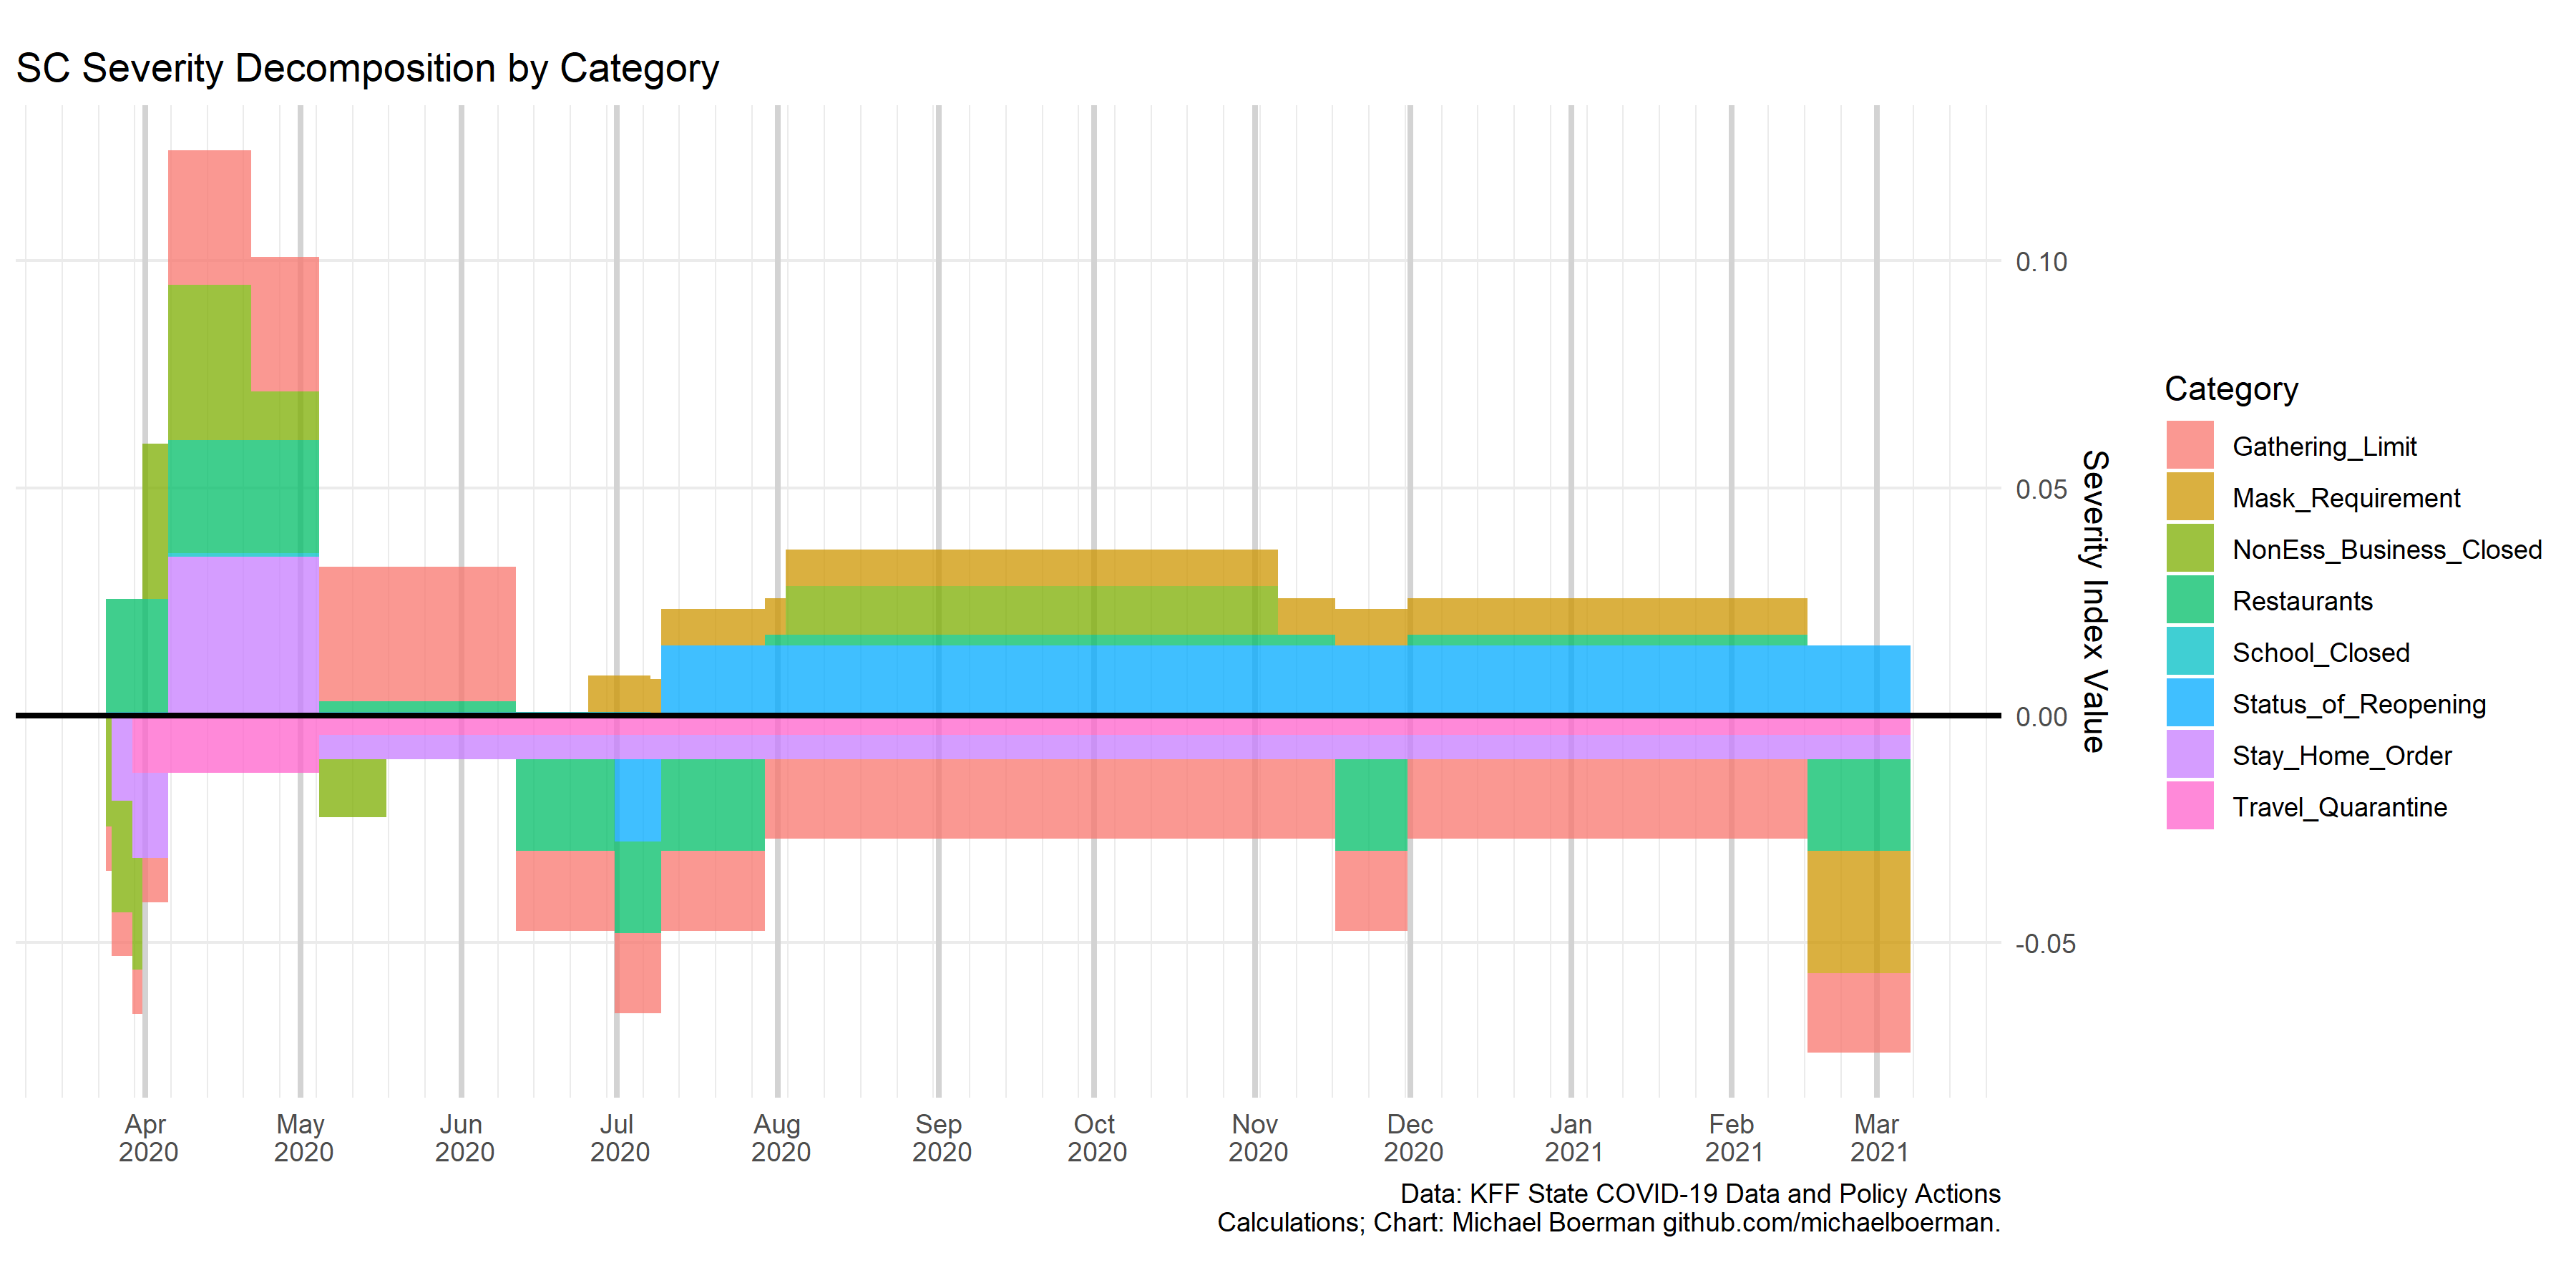 SC Severity Decomposition by Category
0.10
0.05
0.00
-0.05
Severity Index Value
Apr
2020
May
2020
Jun
2020
Jul
2020
Aug
2020
Sep
2020
Oct
2020
Nov
2020
Dec
2020
Jan
2021
Feb
2021
Mar
2021
Category
Gathering_Limit
Mask_Requirement
NonEss_Business_Closed
Restaurants
School_Closed
Status_of_Reopening
Stay_Home_Order
Travel_Quarantine
Data: KFF State COVID-19 Data and Policy Actions
Calculations; Chart: Michael Boerman github.com/michaelboerman.